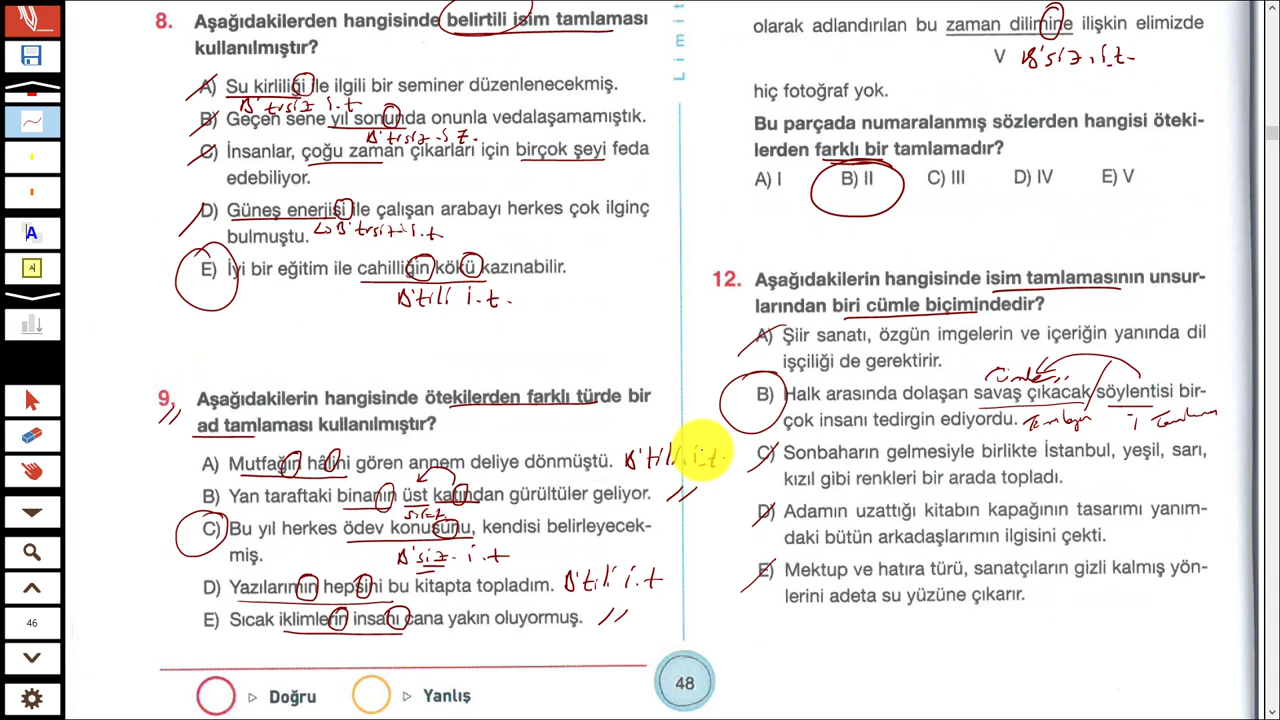 8. Aşağıdakilerden hangisinde belirtili isim tamlaması
kullanılmıştır?
A) Su kirliliği ile ilgili bir seminer düzenlenecekmiş.
B'trsiz i.t
B) Geçen sene yıl sonunda onunla vedalaşamamıştık.
B'trsiz i.t.
C) İnsanlar, çoğu zaman çıkarları için birçok şeyi feda
edebiliyor.
D) Güneş enerjisi ile çalışan arabayı herkes çok ilginç
bulmuştu.
B'trsiz i.t
E) İyi bir eğitim ile cahilliğin kökü kazınabilir.
B'tili i.t.
9. Aşağıdakilerin hangisinde ötekilerden farklı türde bir
ad tamlaması kullanılmıştır?
A) Mutfağın hâlini gören annem deliye dönmüştü.
B'tili i.t.
B) Yan taraftaki binanın üst katından gürültüler geliyor. //
C) Bu yıl herkes ödev konusunu, kendisi belirleyecek-
miş.
B'siz i.t
D) Yazılarımın hepsini bu kitapta topladım. B'tili i.t
E) Sıcak iklimlerin insanı cana yakın oluyormuş. //
Doğru
Yanlış
Limit
48
olarak adlandırılan bu zaman dilimine ilişkin elimizde
V B'siz i.t.
hiç fotoğraf yok.
Bu parçada numaralanmış sözlerden hangisi öteki-
lerden farklı bir tamlamadır?
A) I B) II C) III D) IV E) V
12. Aşağıdakilerin hangisinde isim tamlamasının unsur-
larından biri cümle biçimindedir?
A) Şiir sanatı, özgün imgelerin ve içeriğin yanında dil
işçiliği de gerektirir.
B) Halk arasında dolaşan savaş çıkacak söylentisi bir-
çok insanı tedirgin ediyordu.
C) Sonbaharın gelmesiyle birlikte İstanbul, yeşil, sarı,
kızıl gibi renkleri bir arada topladı.
D) Adamın uzattığı kitabın kapağının tasarımı yanım-
daki bütün arkadaşlarımın ilgisini çekti.
E) Mektup ve hatıra türü, sanatçıların gizli kalmış yön-
lerini adeta su yüzüne çıkarır.
A
A
46